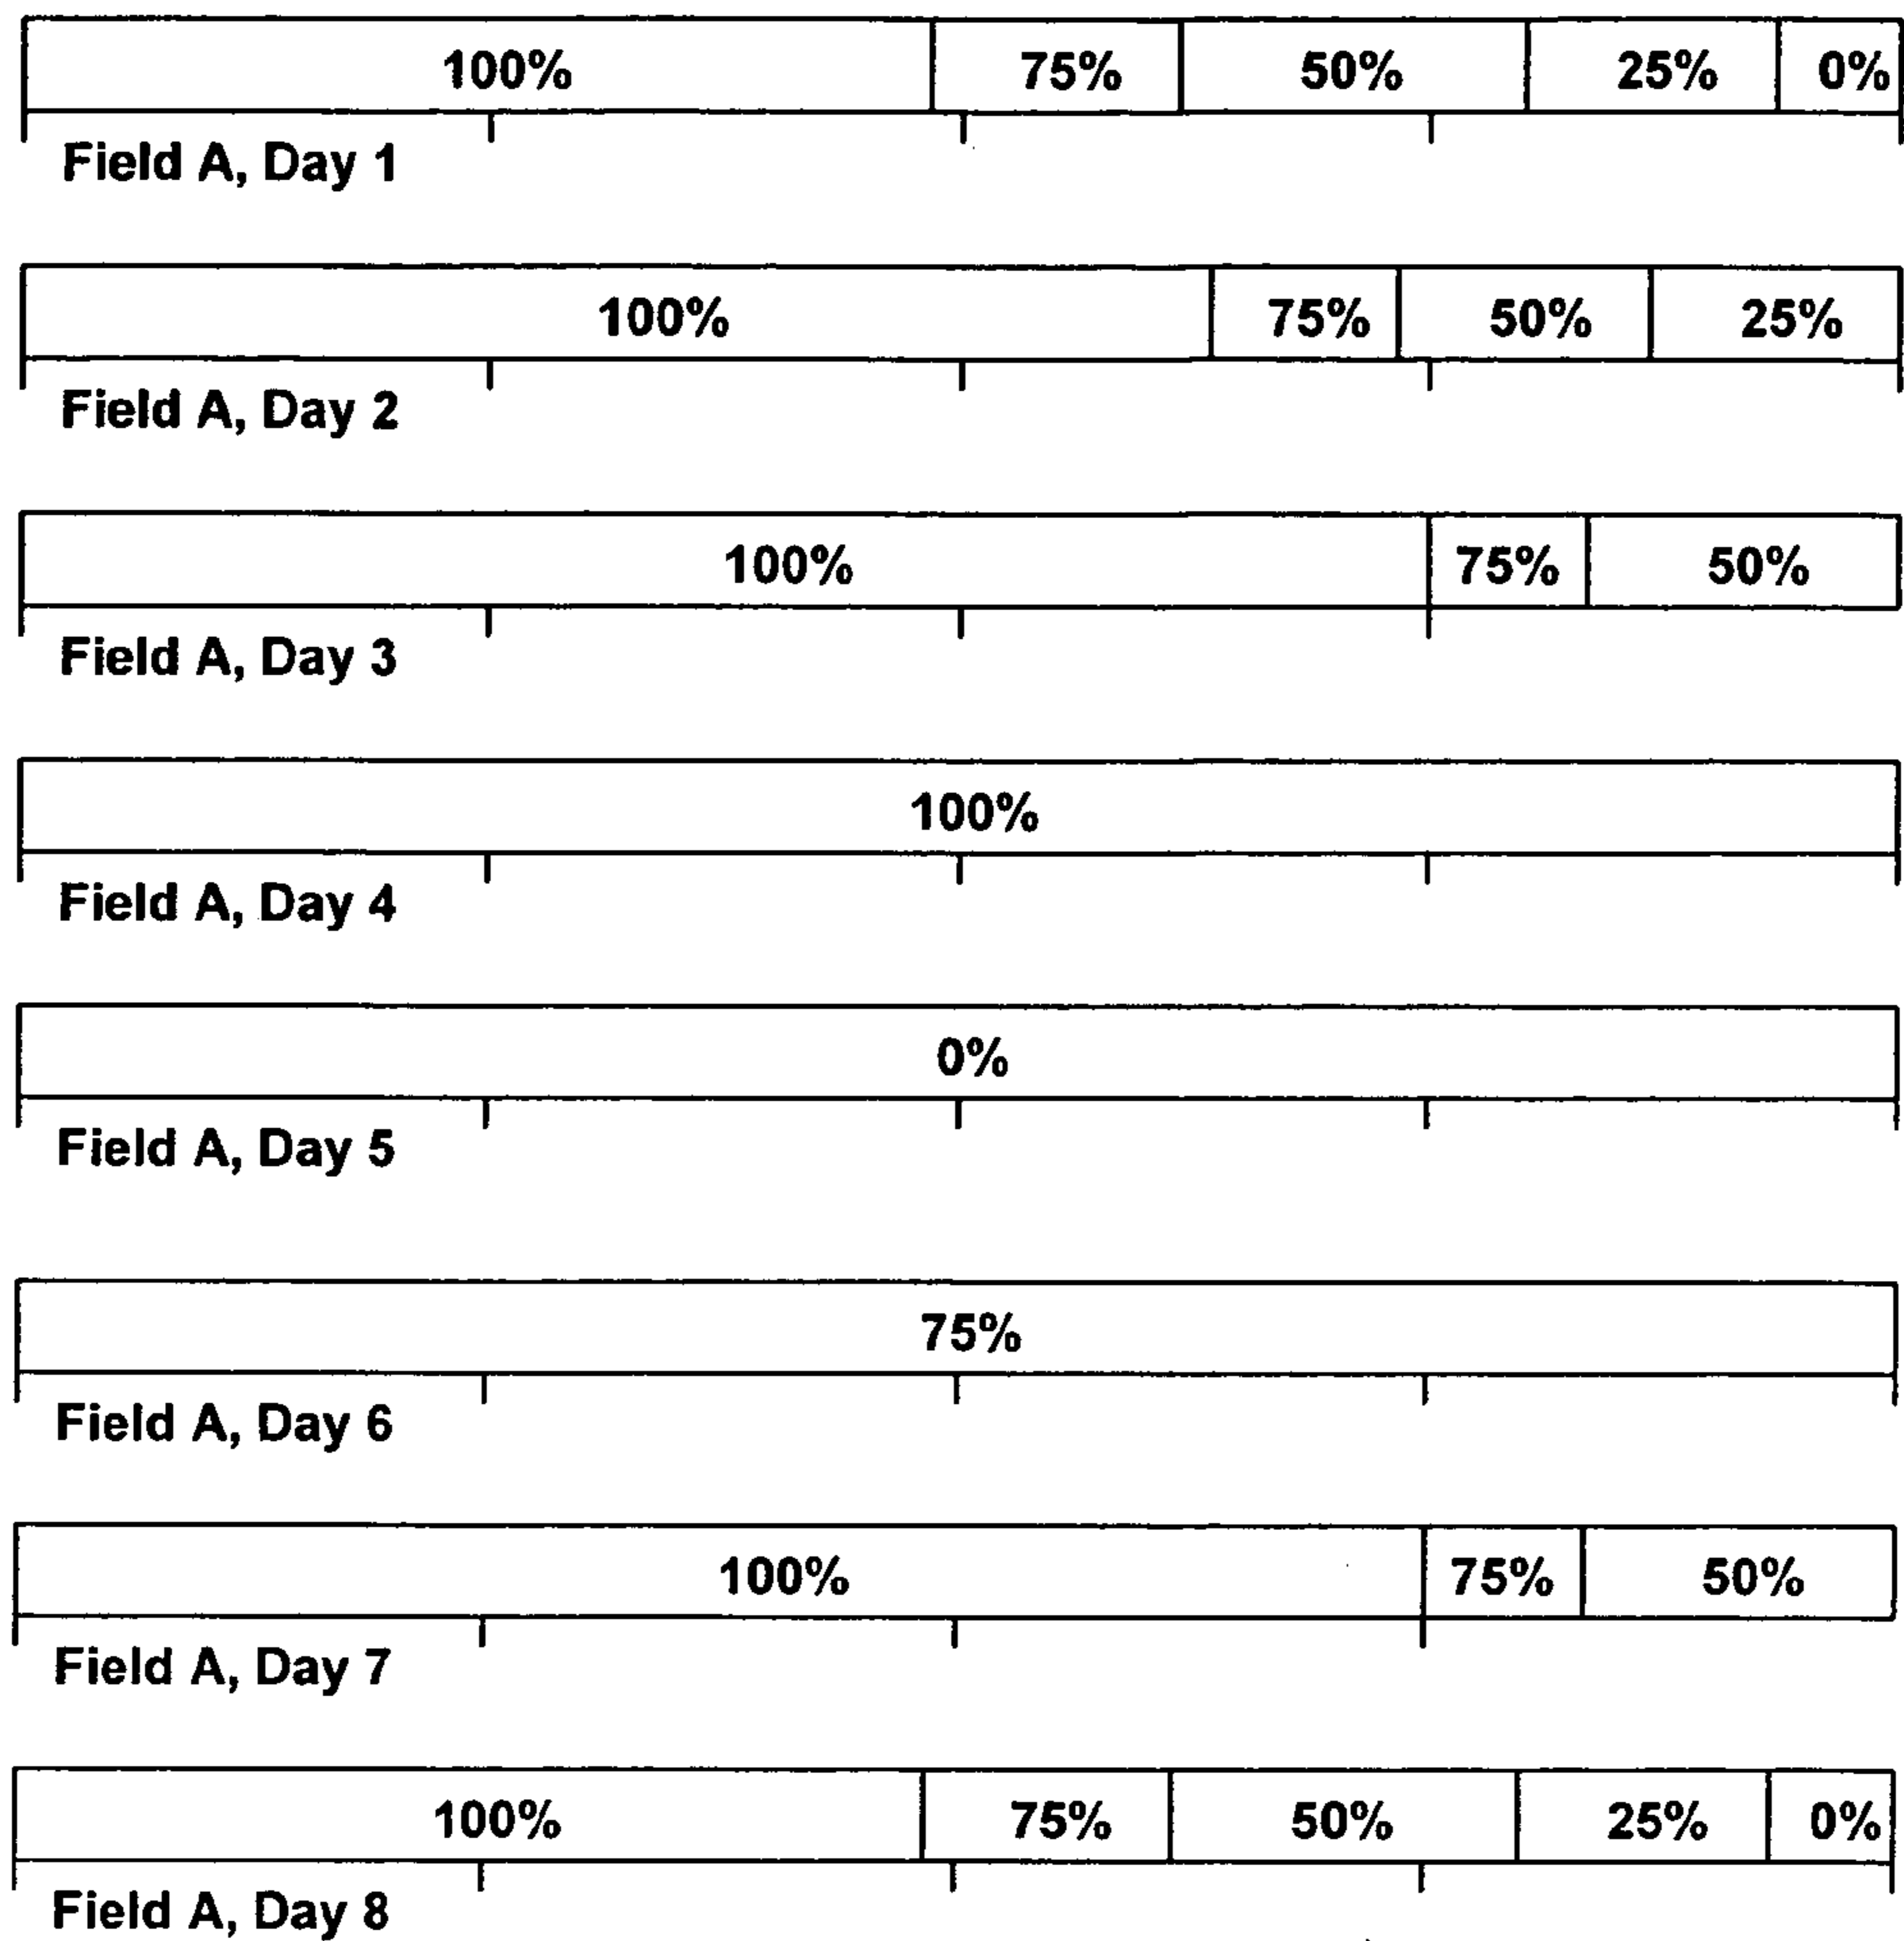 100% 75% 50% 25% 0%
Field A, Day 1
100% 75% 50% 25%
Field A, Day 2
100% 75% 50%
Field A, Day 3
100%
Field A, Day 4
0%
Field A, Day 5
75%
Field A, Day 6
100% 75% 50%
Field A, Day 7
100% 75% 50% 25% 0%
Field A, Day 8